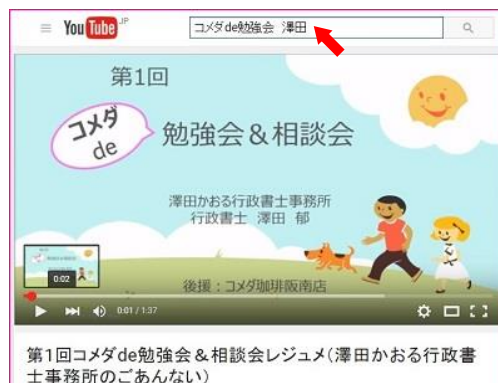 YouTube JP
コメダde勉強会 澤田
第1回
コメダ
de
勉強会&相談会
澤田かおる行政書士事務所
行政書士 澤田 郁
後援：コメダ珈琲阪南店
0:02
0:01 / 1:37
第1回コメダde勉強会&相談会レジュメ(澤田かおる行政書
士事務所のごあんない)